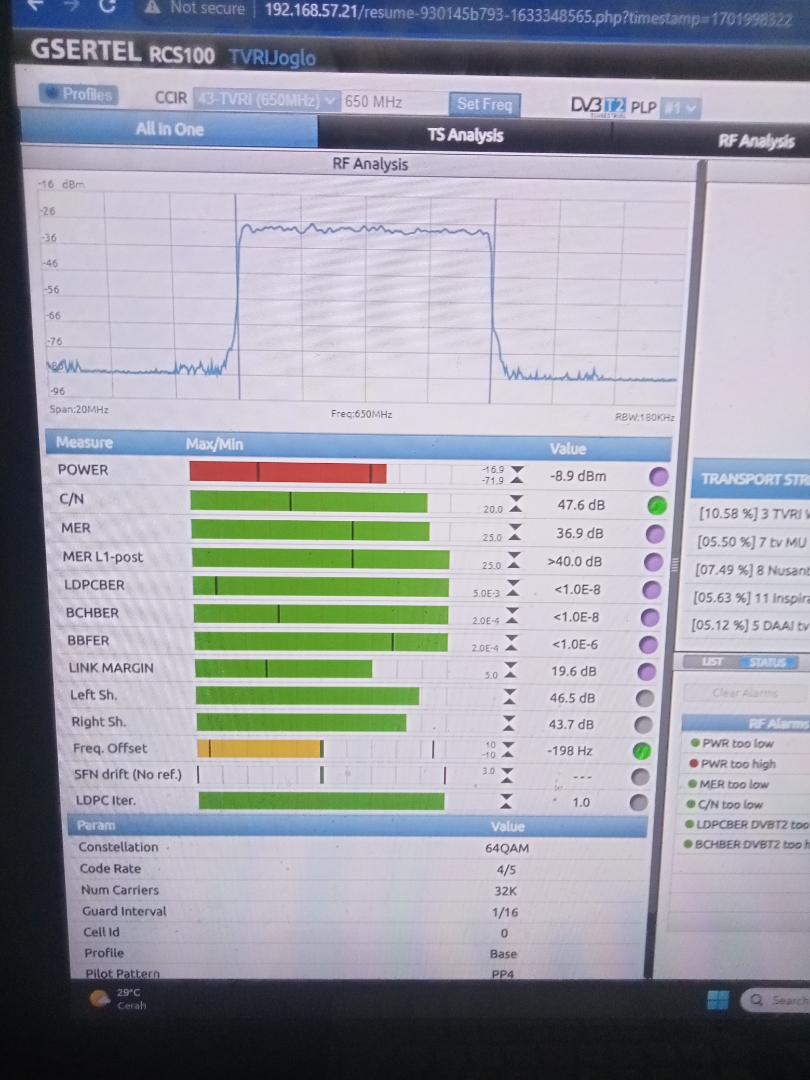 Not secure | 192.168.57.21/resume-930145b793-1633348565.php?timestamp=1701998322
GSERTEL RCS100 TVRIJoglo
Profiles CCIR 43-TVRI (650MHz) 650 MHz Set Freq DVB T2 PLP #1
All In One TS Analysis RF Analysis
RF Analysis
-16 dBm
-26
-36
-46
-56
-66
-76
-86
-96
Span:20MHz Freq:650MHz RBW:180KHz
Measure Max/Min Value
POWER -16.9 -71.9 -8.9 dBm
C/N 20.0 47.6 dB
MER 25.0 36.9 dB
MER L1-post 25.0 >40.0 dB
LDPCBER 5.0E-3 <1.0E-8
BCHBER 2.0E-4 <1.0E-8
BBFER 2.0E-4 <1.0E-6
LINK MARGIN 5.0 19.6 dB
Left Sh. 46.5 dB
Right Sh. 43.7 dB
Freq. Offset 10 -10 -198 Hz
SFN drift (No ref.) 3.0 ---
LDPC Iter. 1.0
Param Value
Constellation 64QAM
Code Rate 4/5
Num Carriers 32K
Guard Interval 1/16
Cell Id 0
Profile Base
Pilot Pattern PP4
TRANSPORT STR
[10.58 %] 3 TVRI
[05.50 %] 7 tv MU
[07.49 %] 8 Nusant
[05.63 %] 11 Inspira
[05.12 %] 5 DAAI tv
LIST STATUS
Clear Alarms
RF Alarms
PWR too low
PWR too high
MER too low
C/N too low
LDPCBER DVBT2 too
BCHBER DVBT2 too h
29°C
Cerah
Search